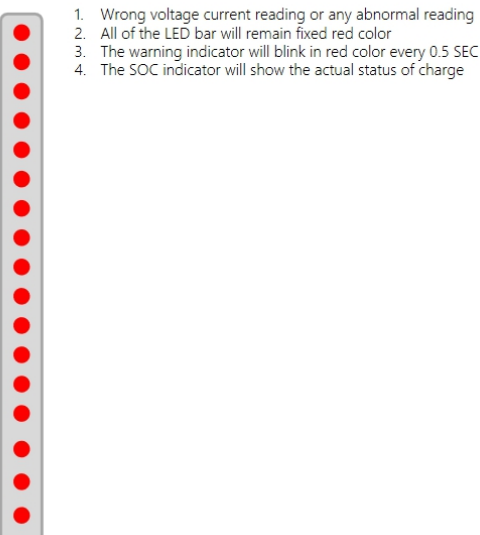 1. Wrong voltage current reading or any abnormal reading
2. All of the LED bar will remain fixed red color
3. The warning indicator will blink in red color every 0.5 SEC
4. The SOC indicator will show the actual status of charge